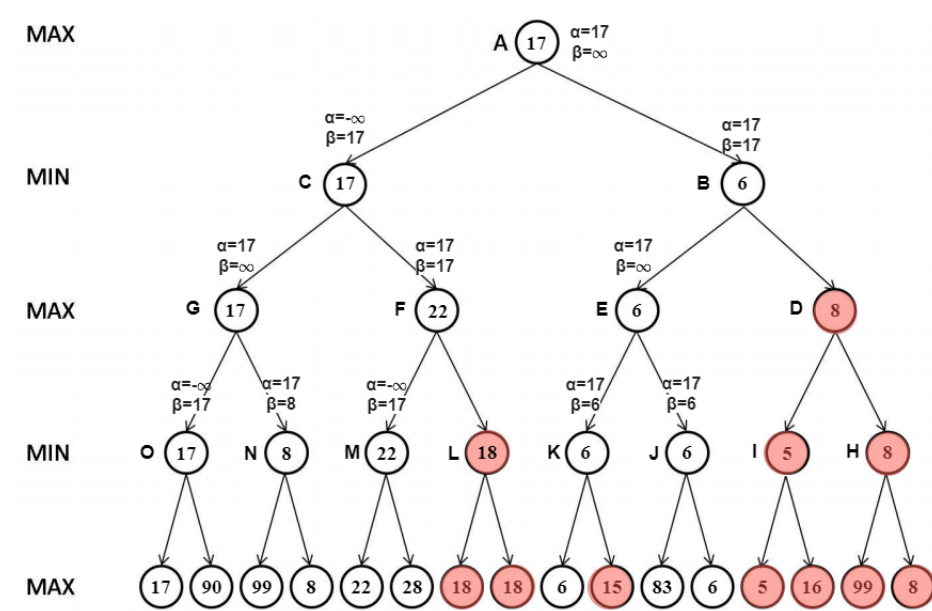 MAX
A 17 α=17
β=∞
α=-∞
β=17
α=17
β=17
MIN
C 17
B 6
α=17
β=∞
α=17
β=17
α=17
β=∞
MAX
G 17
F 22
E 6
D 8
α=-∞
β=17
α=17
β=8
α=-∞
β=17
α=17
β=6
α=17
β=6
MIN
O 17
N 8
M 22
L 18
K 6
J 6
I 5
H 8
MAX
17 90 99 8 22 28 18 18 6 15 83 6 5 16 99 8